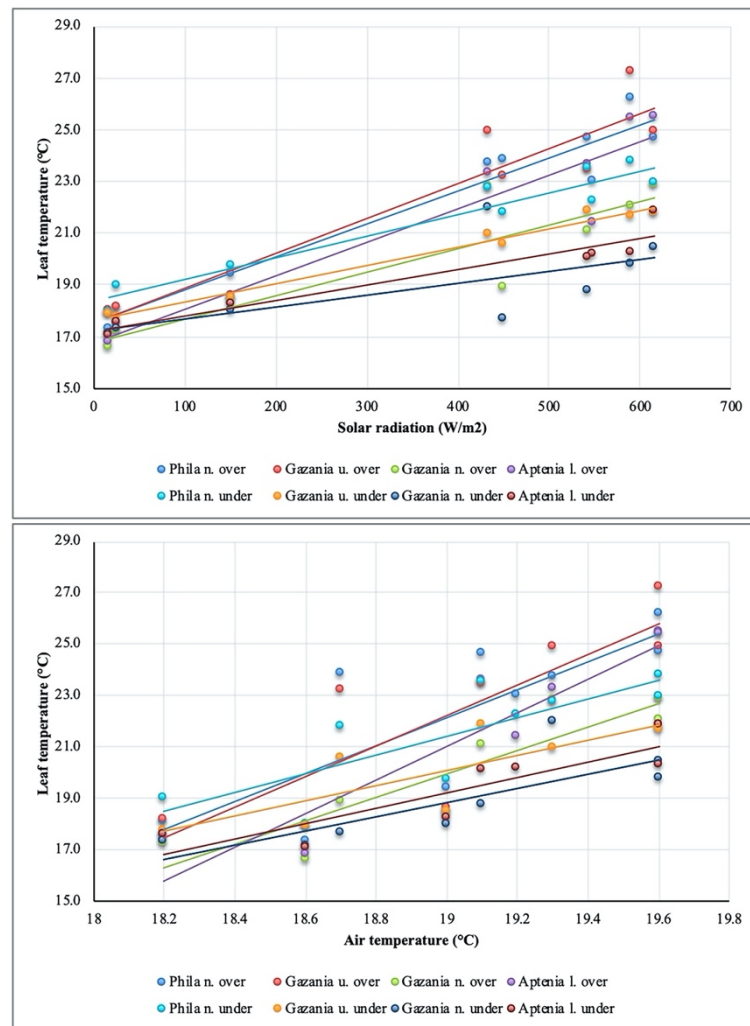 29.0
27.0
25.0
23.0
21.0
19.0
17.0
15.0
Leaf temperature (°C)
0 100 200 300 400 500 600 700
Solar radiation (W/m2)
Phila n. over Gazania u. over Gazania n. over Aptenia l. over
Phila n. under Gazania u. under Gazania n. under Aptenia l. under
29.0
27.0
25.0
23.0
21.0
19.0
17.0
15.0
Leaf temperature (°C)
18 18.2 18.4 18.6 18.8 19 19.2 19.4 19.6 19.8
Air temperature (°C)
Phila n. over Gazania u. over Gazania n. over Aptenia l. over
Phila n. under Gazania u. under Gazania n. under Aptenia l. under